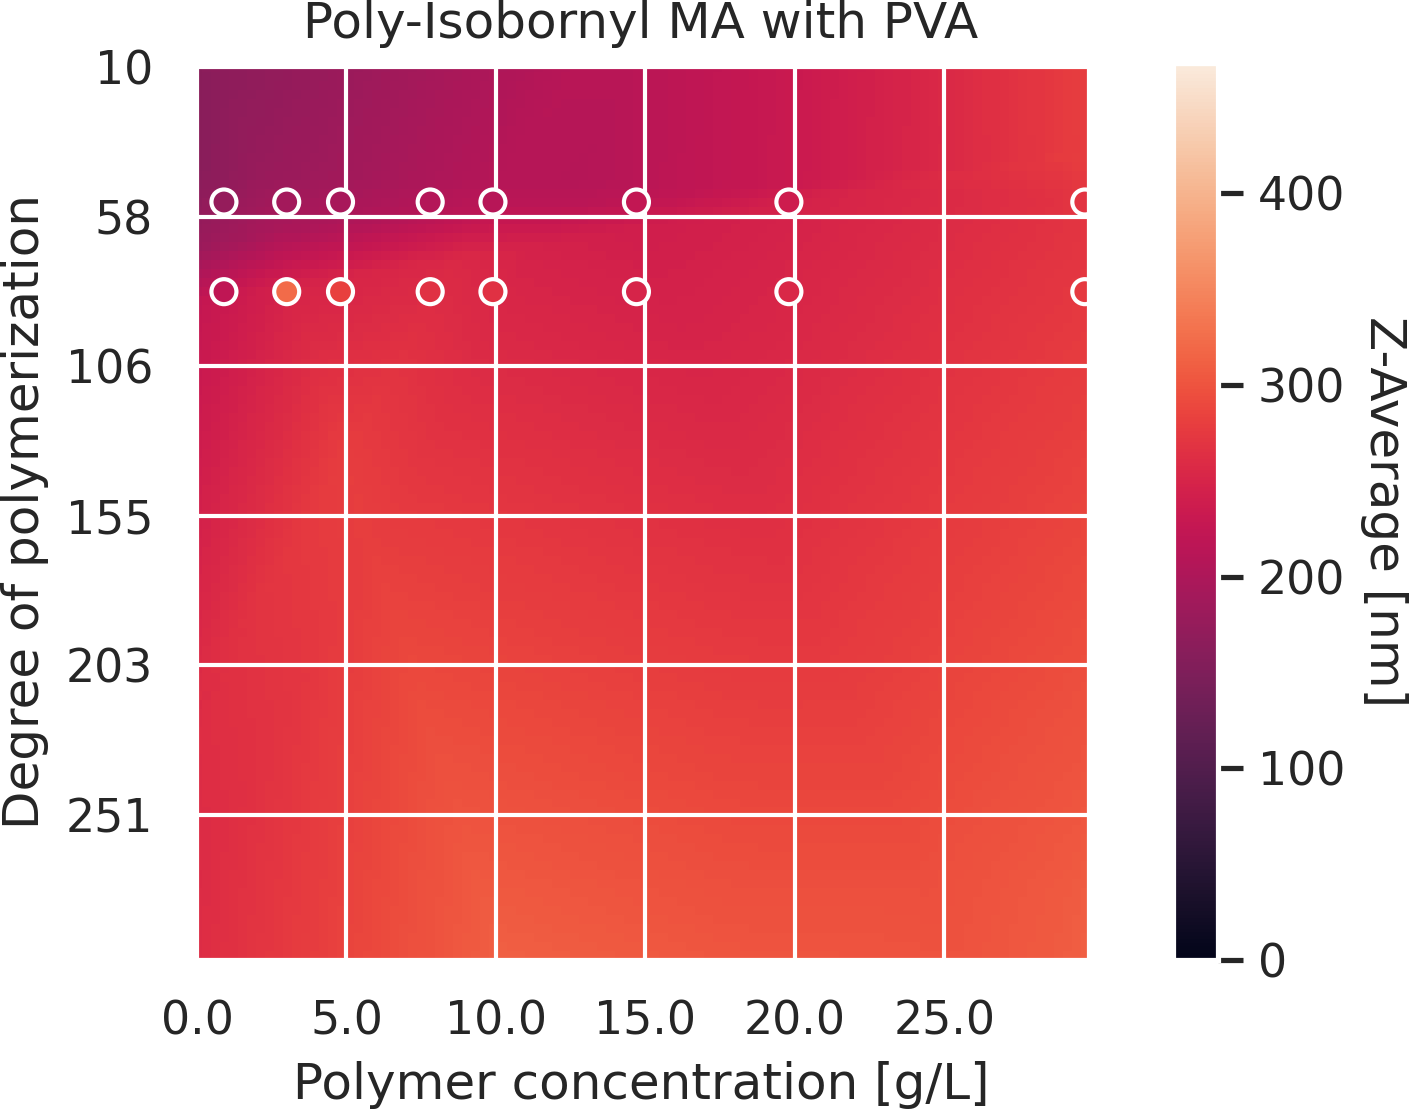 Poly-Isobornyl MA with PVA
10
58
106
155
203
251
Degree of polymerization
0.0 5.0 10.0 15.0 20.0 25.0
Polymer concentration [g/L]
400
300
200
100
0
Z-Average [nm]